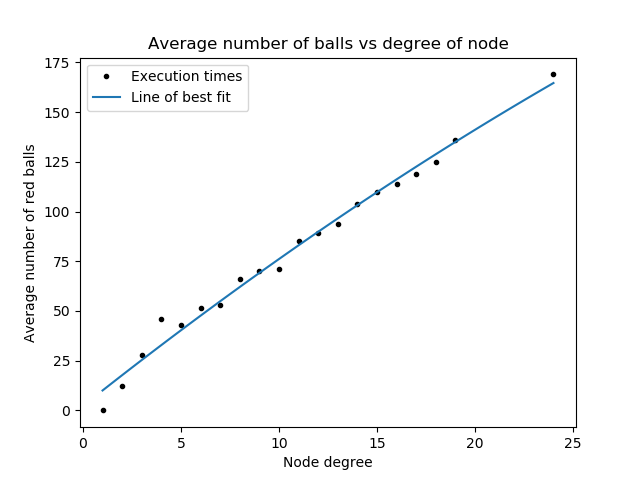 Average number of balls vs degree of node
Execution times
Line of best fit
175
150
125
100
75
50
25
0
Average number of red balls
0 5 10 15 20 25
Node degree